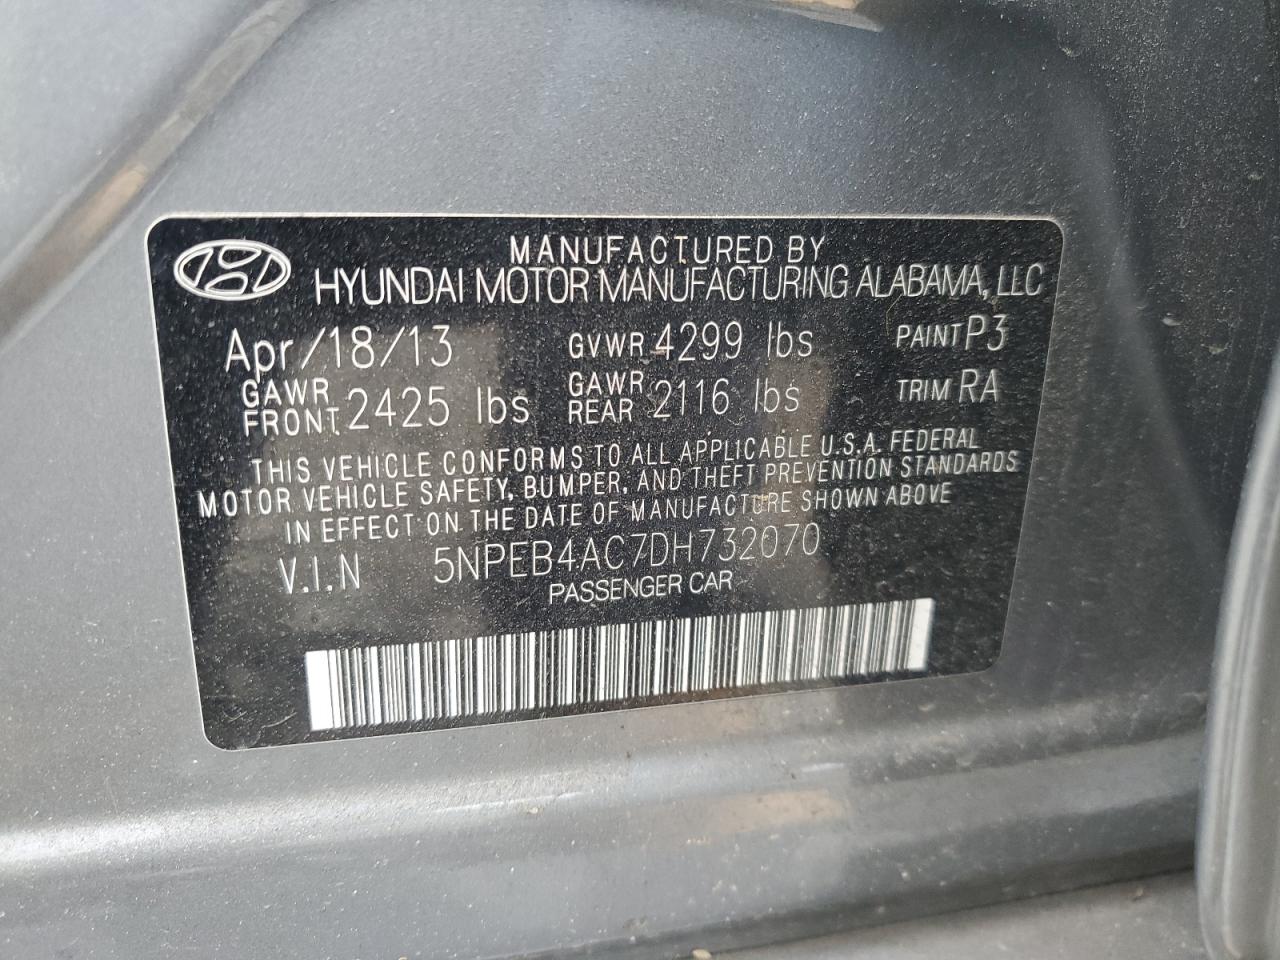 MANUFACTURED BY
HYUNDAI MOTOR MANUFACTURING ALABAMA, LLC
Apr/18/13 GVWR 4299 lbs PAINT P3
GAWR FRONT 2425 lbs GAWR REAR 2116 lbs TRIM RA
THIS VEHICLE CONFORMS TO ALL APPLICABLE U.S.A. FEDERAL
MOTOR VEHICLE SAFETY, BUMPER, AND THEFT PREVENTION STANDARDS
IN EFFECT ON THE DATE OF MANUFACTURE SHOWN ABOVE
V.I.N 5NPEB4AC7DH732070
PASSENGER CAR